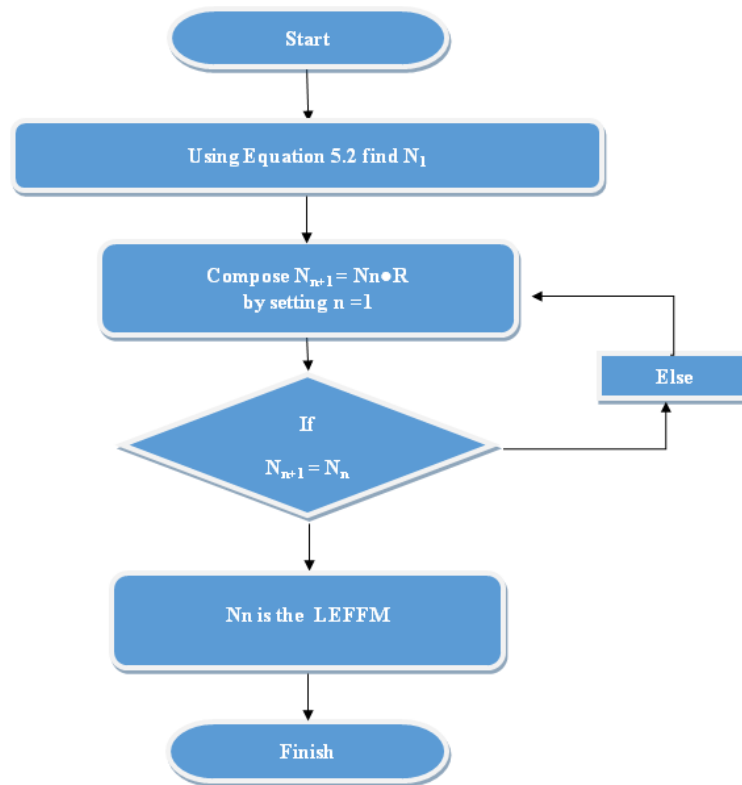 Start
Using Equation 5.2 find N₁
Compose Nₙ₊₁ = Nn●R
by setting n =1
Else
If
Nₙ₊₁ = Nₙ
Nn is the LEFFM
Finish